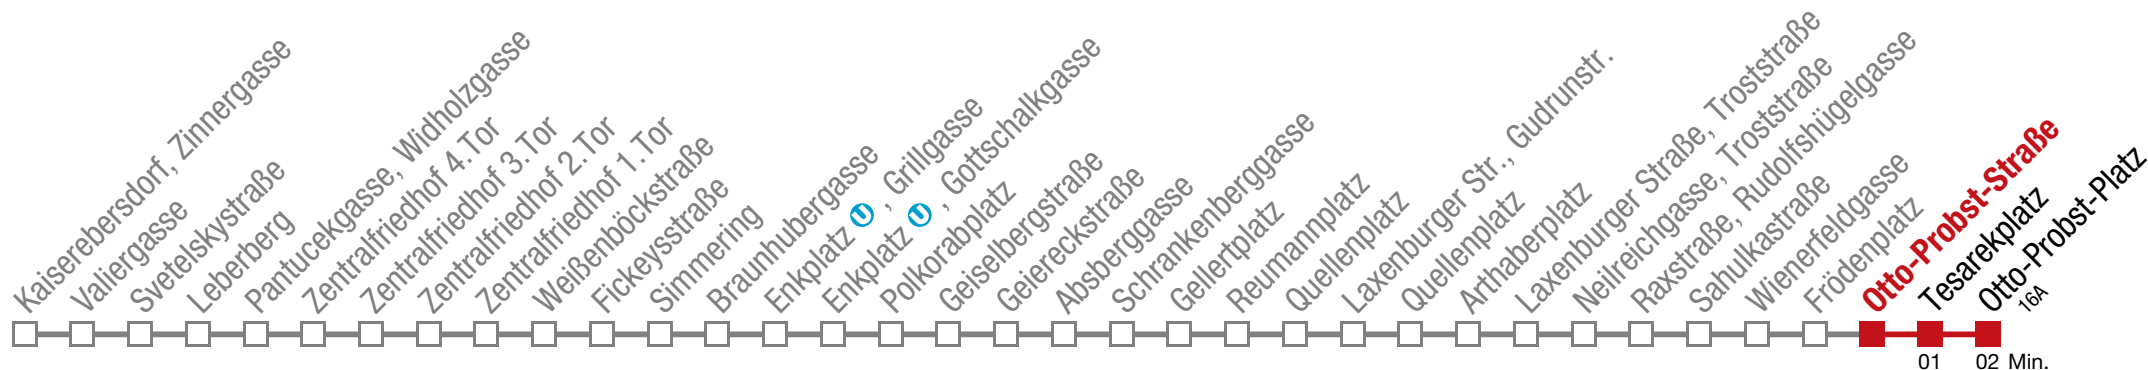 Kaiserebersdorf, Zinnergasse
Valiergasse
Svetelskystraße
Leberberg
Pantucekgasse, Widholzgasse
Zentralfriedhof 4.Tor
Zentralfriedhof 3.Tor
Zentralfriedhof 2.Tor
Zentralfriedhof 1.Tor
Weißenböckstraße
Fickeysstraße
Simmering
Braunhubergasse
Enkplatz U, Grillgasse
Enkplatz U, Gottschalkgasse
Polkorabplatz
Geiselbergstraße
Geiereckstraße
Absberggasse
Schrankenberggasse
Gellertplatz
Reumannplatz
Quellenplatz
Laxenburger Str., Gudrunstr.
Quellenplatz
Arthaberplatz
Laxenburger Straße, Troststraße
Neilreichgasse, Troststraße
Raxstraße, Rudolfshügelgasse
Sahulkastraße
Wienerfeldgasse
Frödenplatz
Otto-Probst-Straße
Tesarekplatz
Otto-Probst-Platz
16A
01 02 Min.